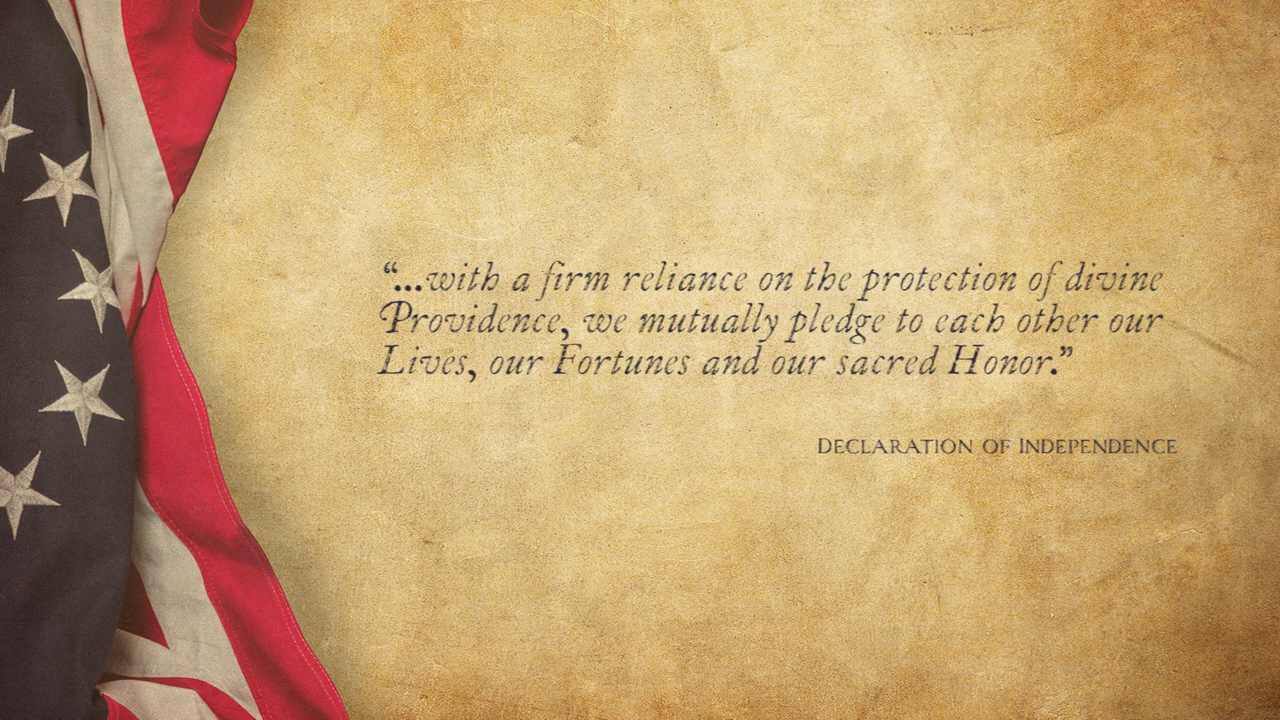 “...with a firm reliance on the protection of divine
Providence, we mutually pledge to each other our
Lives, our Fortunes and our sacred Honor.”
Declaration of Independence